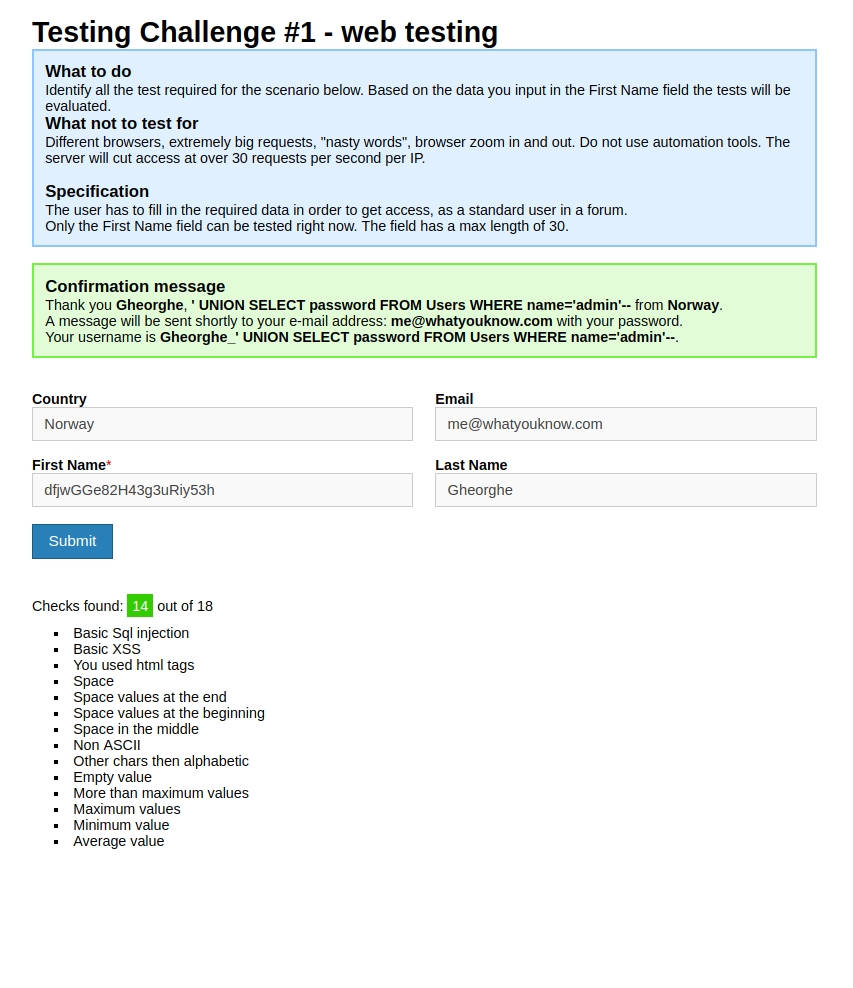 Testing Challenge #1 - web testing
What to do
Identify all the test required for the scenario below. Based on the data you input in the First Name field the tests will be
evaluated.
What not to test for
Different browsers, extremely big requests, "nasty words", browser zoom in and out. Do not use automation tools. The
server will cut access at over 30 requests per second per IP.
Specification
The user has to fill in the required data in order to get access, as a standard user in a forum.
Only the First Name field can be tested right now. The field has a max length of 30.
Confirmation message
Thank you Gheorghe, ' UNION SELECT password FROM Users WHERE name='admin'-- from Norway.
A message will be sent shortly to your e-mail address: me@whatyouknow.com with your password.
Your username is Gheorghe_' UNION SELECT password FROM Users WHERE name='admin'--.
Country Email
Norway me@whatyouknow.com
First Name* Last Name
dfjwGGe82H43g3uRiy53h Gheorghe
Submit
Checks found: 14 out of 18
▪ Basic Sql injection
▪ Basic XSS
▪ You used html tags
▪ Space
▪ Space values at the end
▪ Space values at the beginning
▪ Space in the middle
▪ Non ASCII
▪ Other chars then alphabetic
▪ Empty value
▪ More than maximum values
▪ Maximum values
▪ Minimum value
▪ Average value